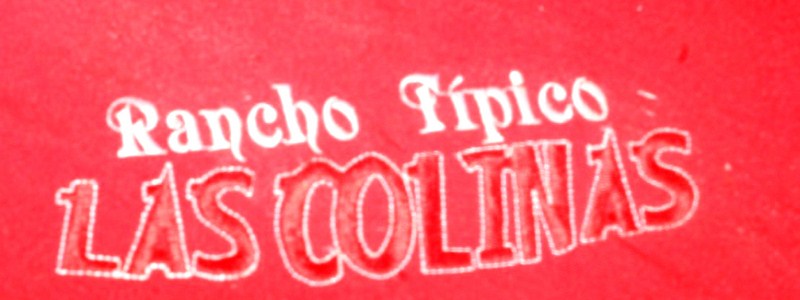 Rancho Típico
LAS COLINAS